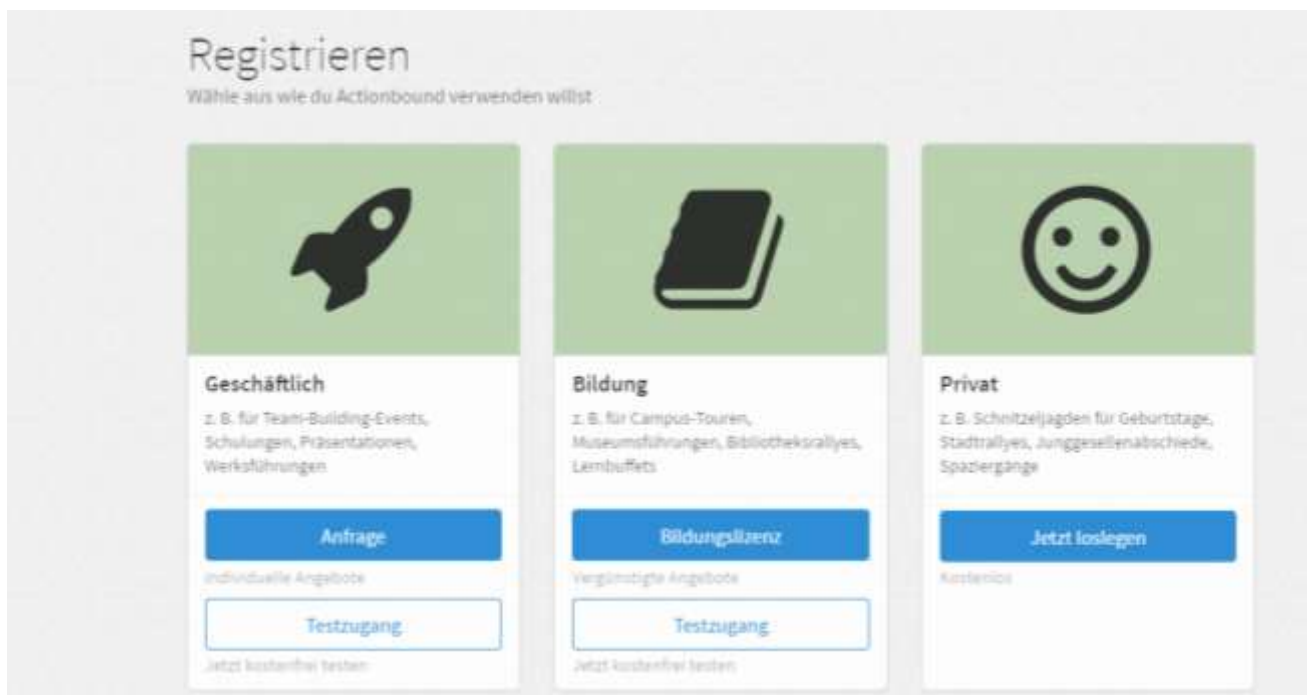 Registrieren
Wähle aus wie du Actionbound verwenden willst
Geschäftlich
z. B. für Team-Building-Events,
Schulungen, Präsentationen,
Werksführungen
Anfrage
Individuelle Angebote
Testzugang
Jetzt kostenfrei testen
Bildung
z. B. für Campus-Touren,
Museumsführungen, Bibliotheksrallyes,
Lernbuffets
Bildungslizenz
Vergünstigte Angebote
Testzugang
Jetzt kostenfrei testen
Privat
z. B. Schnitzeljagden für Geburtstage,
Stadtrallyes, Junggesellenabschiede,
Spaziergänge
Jetzt loslegen
Kostenlos